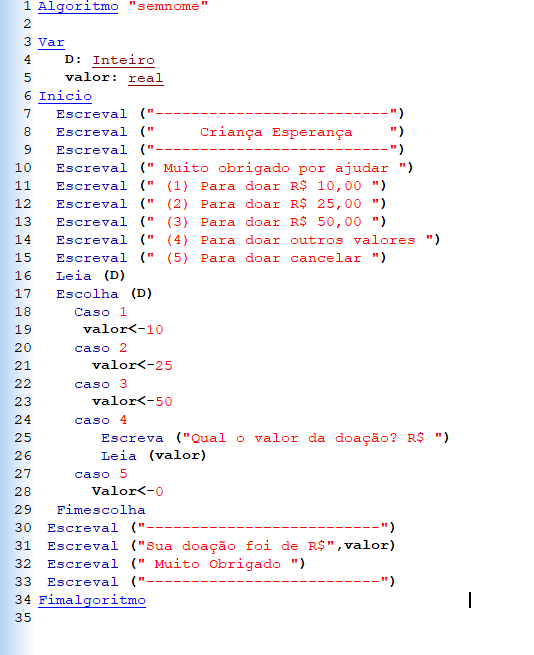 1 Algoritmo "semnome"
2
3 Var
4    D: Inteiro
5    valor: real
6 Inicio
7   Escreval ("--------------------------")
8   Escreval ("     Criança Esperança    ")
9   Escreval ("--------------------------")
10   Escreval (" Muito obrigado por ajudar ")
11   Escreval (" (1) Para doar R$ 10,00 ")
12   Escreval (" (2) Para doar R$ 25,00 ")
13   Escreval (" (3) Para doar R$ 50,00 ")
14   Escreval (" (4) Para doar outros valores ")
15   Escreval (" (5) Para doar cancelar ")
16   Leia (D)
17   Escolha (D)
18     Caso 1
19      valor<-10
20     caso 2
21       valor<-25
22     caso 3
23       valor<-50
24     caso 4
25        Escreva ("Qual o valor da doação? R$ ")
26        Leia (valor)
27     caso 5
28       Valor<-0
29   Fimescolha
30  Escreval ("--------------------------")
31  Escreval ("Sua doação foi de R$",valor)
32  Escreval (" Muito Obrigado ")
33  Escreval ("--------------------------")
34 Fimalgoritmo
35